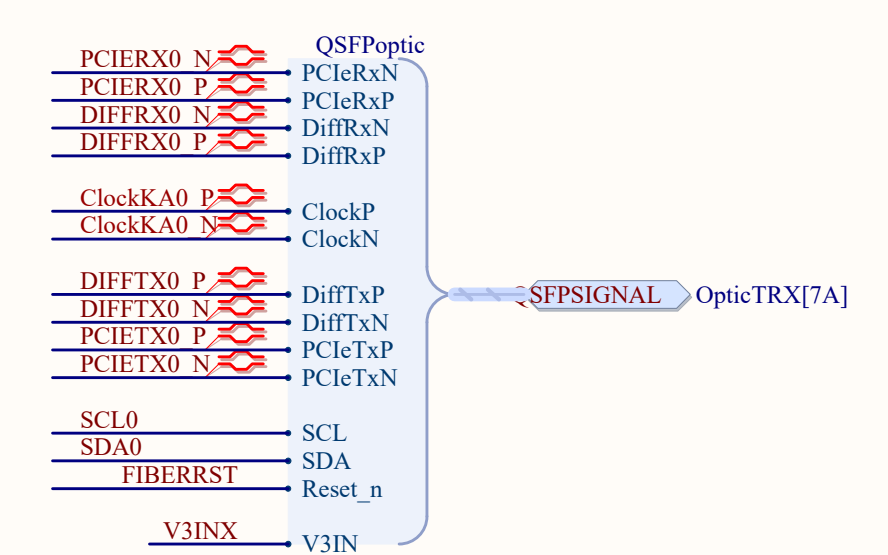 QSFPoptic
PCIERX0_N PCIeRxN
PCIERX0_P PCIeRxP
DIFFRX0_N DiffRxN
DIFFRX0_P DiffRxP
ClockKA0_P ClockP
ClockKA0_N ClockN
DIFFTX0_P DiffTxP
QSFPSIGNAL OpticTRX[7A]
DIFFTX0_N DiffTxN
PCIETX0_P PCIeTxP
PCIETX0_N PCIeTxN
SCL0 SCL
SDA0 SDA
FIBERRST Reset_n
V3INX V3IN